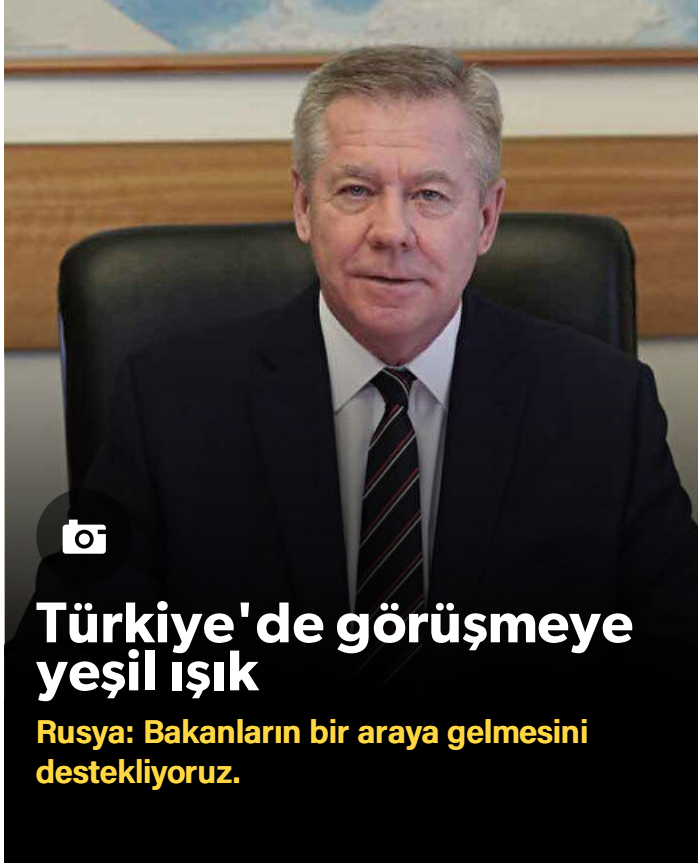 Türkiye'de görüşmeye
yeşil ışık
Rusya: Bakanların bir araya gelmesini
destekliyoruz.